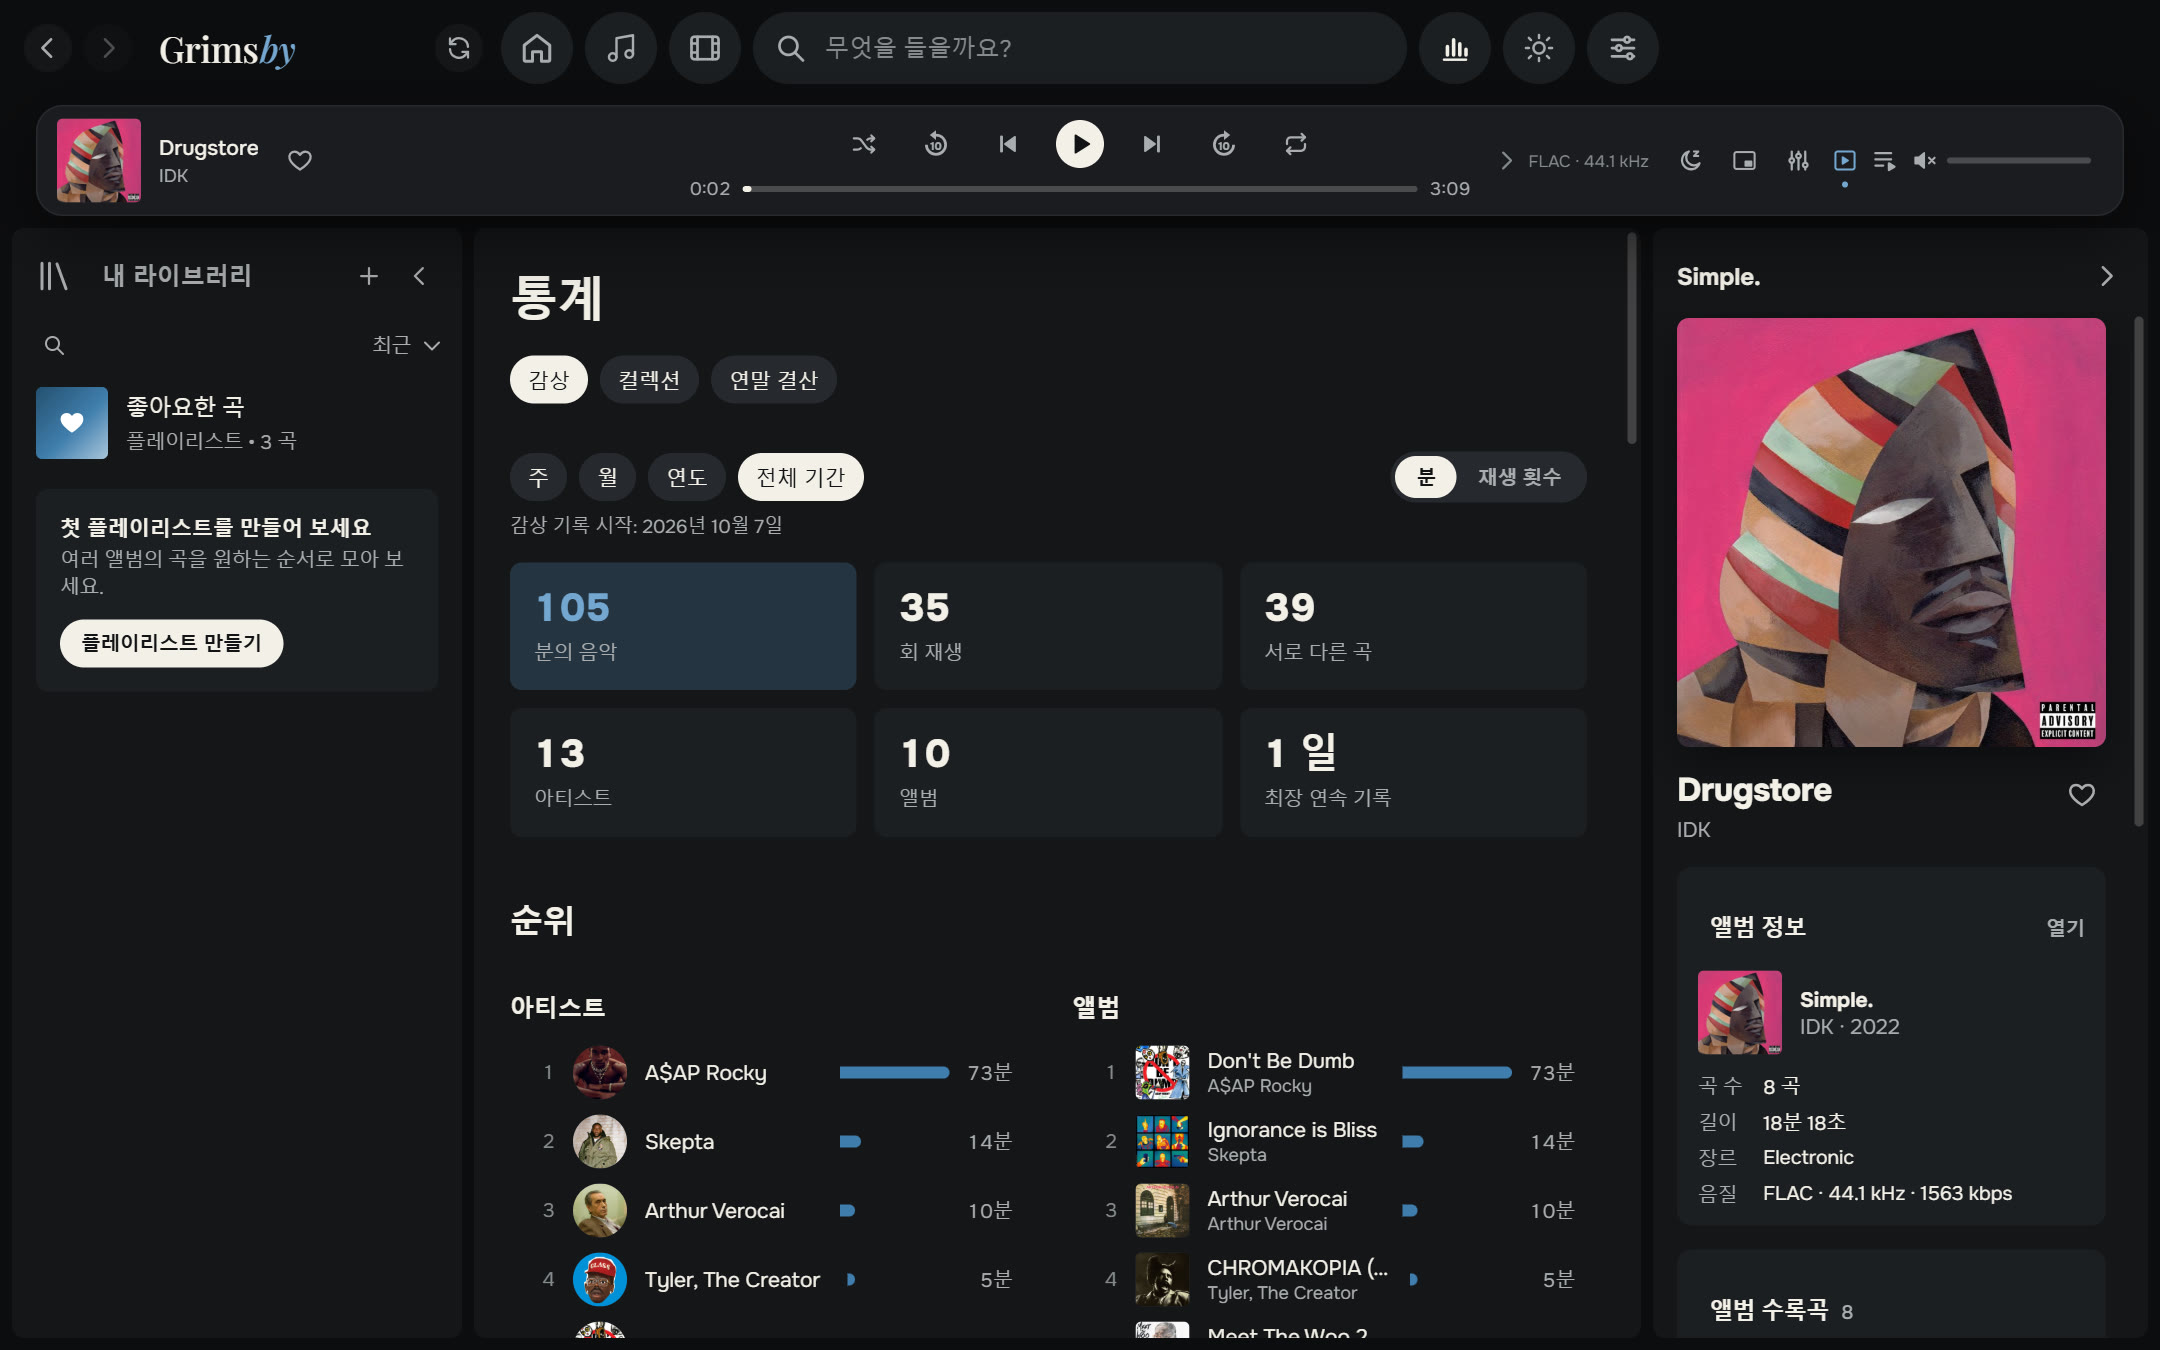 Grimsby
무엇을 들을까요?
Drugstore
IDK
10
10
0:02
3:09
FLAC · 44.1 kHz
내 라이브러리
최근
좋아요한 곡
플레이리스트 • 3 곡
첫 플레이리스트를 만들어 보세요
여러 앨범의 곡을 원하는 순서로 모아 보
세요.
플레이리스트 만들기
통계
감상
컬렉션
연말 결산
주
월
연도
전체 기간
분
재생 횟수
감상 기록 시작: 2026년 10월 7일
105
분의 음악
35
회 재생
39
서로 다른 곡
13
아티스트
10
앨범
1 일
최장 연속 기록
순위
아티스트
1
A$AP Rocky
73분
2
Skepta
14분
3
Arthur Verocai
10분
4
Tyler, The Creator
5분
앨범
1
Don't Be Dumb
A$AP Rocky
73분
2
Ignorance is Bliss
Skepta
14분
3
Arthur Verocai
Arthur Verocai
10분
4
CHROMAKOPIA (...
Tyler, The Creator
5분
Meet The Woo 2
Simple.
PARENTAL
ADVISORY
EXPLICIT CONTENT
Drugstore
IDK
앨범 정보
열기
Simple.
IDK · 2022
곡 수
8 곡
길이
18분 18초
장르
Electronic
음질
FLAC · 44.1 kHz · 1563 kbps
앨범 수록곡 8